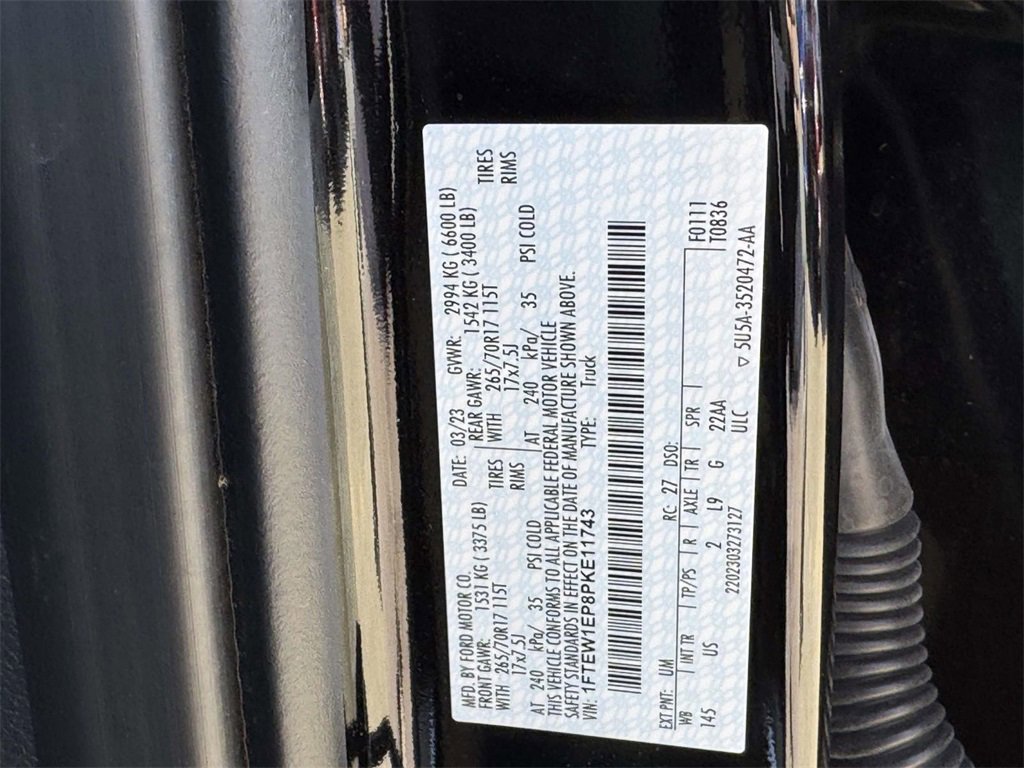 MFD. BY FORD MOTOR CO.
DATE: 03/23 GVWR: 2994 KG ( 6600 LB)
FRONT GAWR: 1531 KG ( 3375 LB) REAR GAWR: 1542 KG ( 3400 LB)
WITH 265/70R17 115T TIRES WITH 265/70R17 115T TIRES
17x7.5J RIMS 17x7.5J RIMS
AT 240 kPa/ 35 PSI COLD AT 240 kPa/ 35 PSI COLD
THIS VEHICLE CONFORMS TO ALL APPLICABLE FEDERAL MOTOR VEHICLE
SAFETY STANDARDS IN EFFECT ON THE DATE OF MANUFACTURE SHOWN ABOVE.
VIN: 1FTEW1EP8PKE11743 TYPE: Truck
EXT PNT: UM RC: 27 DSO: F0111
WB INT TR TP/PS R AXLE TR SPR T0836
145 US 2 L9 G 22AA
ULC
2202303273127 ▽ 5U5A-3520472-AA